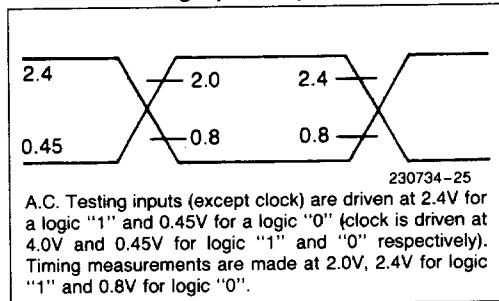 2.4
2.0
2.4
0.45
0.8
0.8
230734-25
A.C. Testing inputs (except clock) are driven at 2.4V for
a logic "1" and 0.45V for a logic "0" (clock is driven at
4.0V and 0.45V for logic "1" and "0" respectively).
Timing measurements are made at 2.0V, 2.4V for logic
"1" and 0.8V for logic "0".